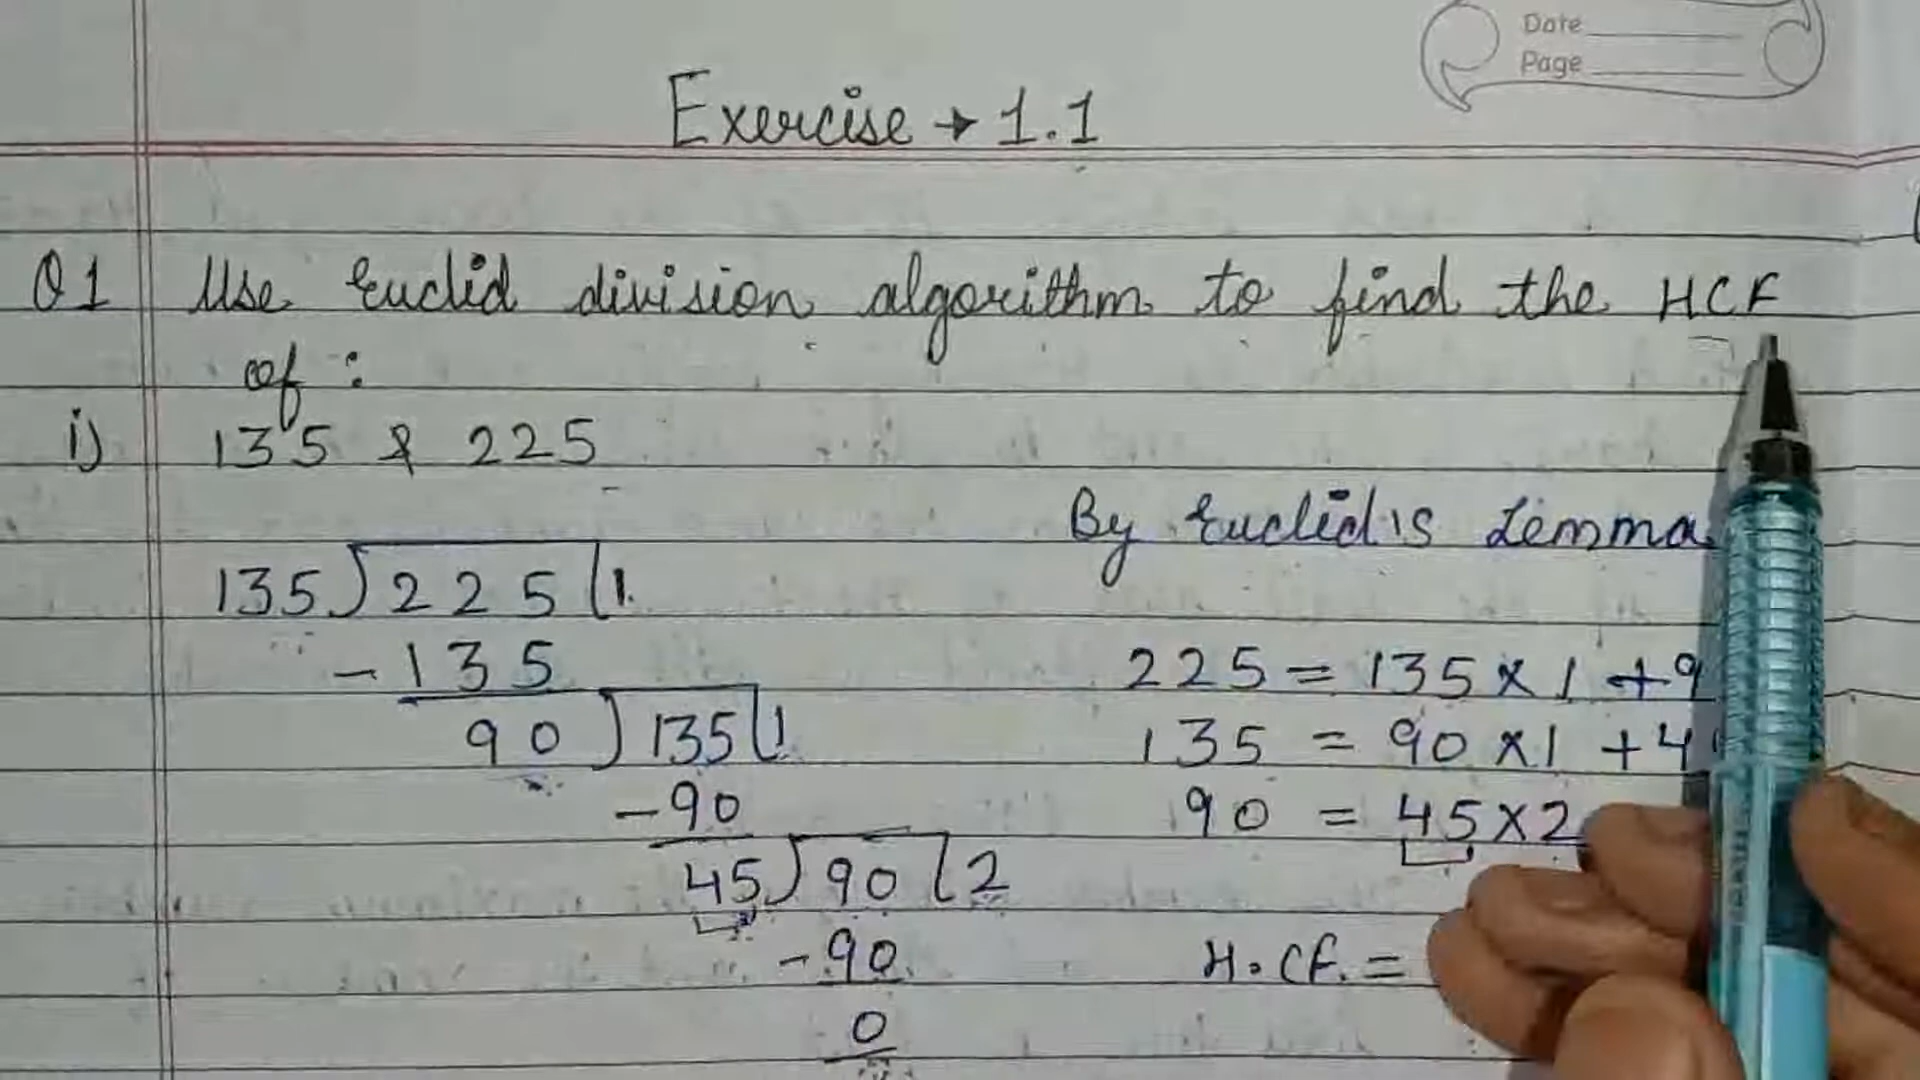 Date
Page
Exercise → 1.1
Q1 Use Euclid division algorithm to find the HCF
of :
i) 135 & 225
By Euclid's Lemma
135)225(1
-135
90)135(1
-90
45)90(2
-90
0
225 = 135 × 1 + 9
135 = 90 × 1 + 4
90 = 45 × 2
H.CF. =